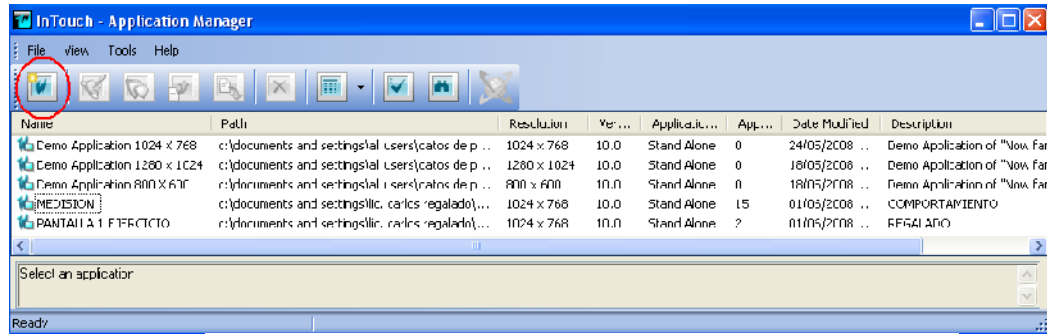 InTouch - Application Manager
File View Tools Help
Name Path Resolution Ver... Applicatio... App... Date Modified Description
Demo Application 1024 x 768 c:\documents and settings\all users\datos de p... 1024 x 768 10.0 Stand Alone 0 24/05/2008 ... Demo Application of "Now far
Demo Application 1280 x 1024 c:\documents and settings\all users\datos de p... 1280 x 1024 10.0 Stand Alone 0 18/05/2008 ... Demo Application of "Now far
Demo Application 800 X 600 c:\documents and settings\all users\datos de p... 800 x 600 10.0 Stand Alone 0 18/05/2008 ... Demo Application of "Now far
MEDISION c:\documents and settings\lic. carlos regalado\... 1024 x 768 10.0 Stand Alone 15 01/05/2008 ... COMPORTAMIENTO
PANTALLA 1 EJERCICIO c:\documents and settings\lic. carlos regalado\... 1024 x 768 10.0 Stand Alone 2 01/05/2008 ... REGALADO
Select an application
Ready